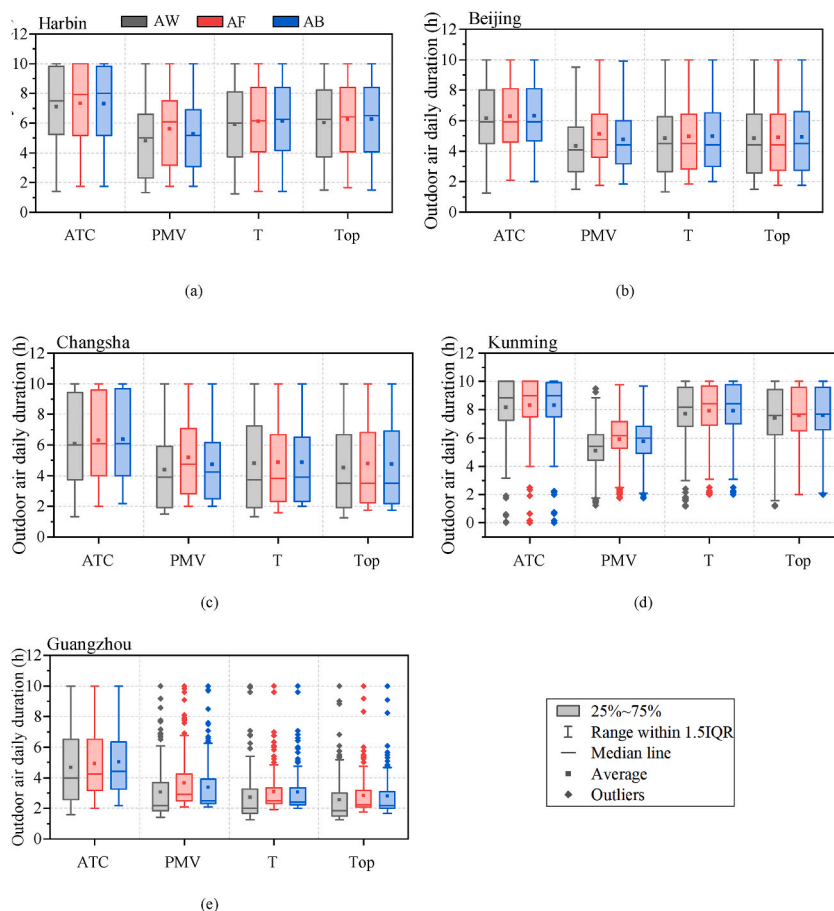 Harbin
AW
AF
AB
12
10
8
6
4
2
0
ATC
PMV
T
Top
(a)
Beijing
Outdoor air daily duration (h)
12
10
8
6
4
2
0
ATC
PMV
T
Top
(b)
Changsha
Outdoor air daily duration (h)
12
10
8
6
4
2
0
ATC
PMV
T
Top
(c)
Kunming
Outdoor air daily duration (h)
12
10
8
6
4
2
0
ATC
PMV
T
Top
(d)
Guangzhou
Outdoor air daily duration (h)
12
10
8
6
4
2
0
ATC
PMV
T
Top
(e)
25%~75%
Range within 1.5IQR
Median line
Average
Outliers